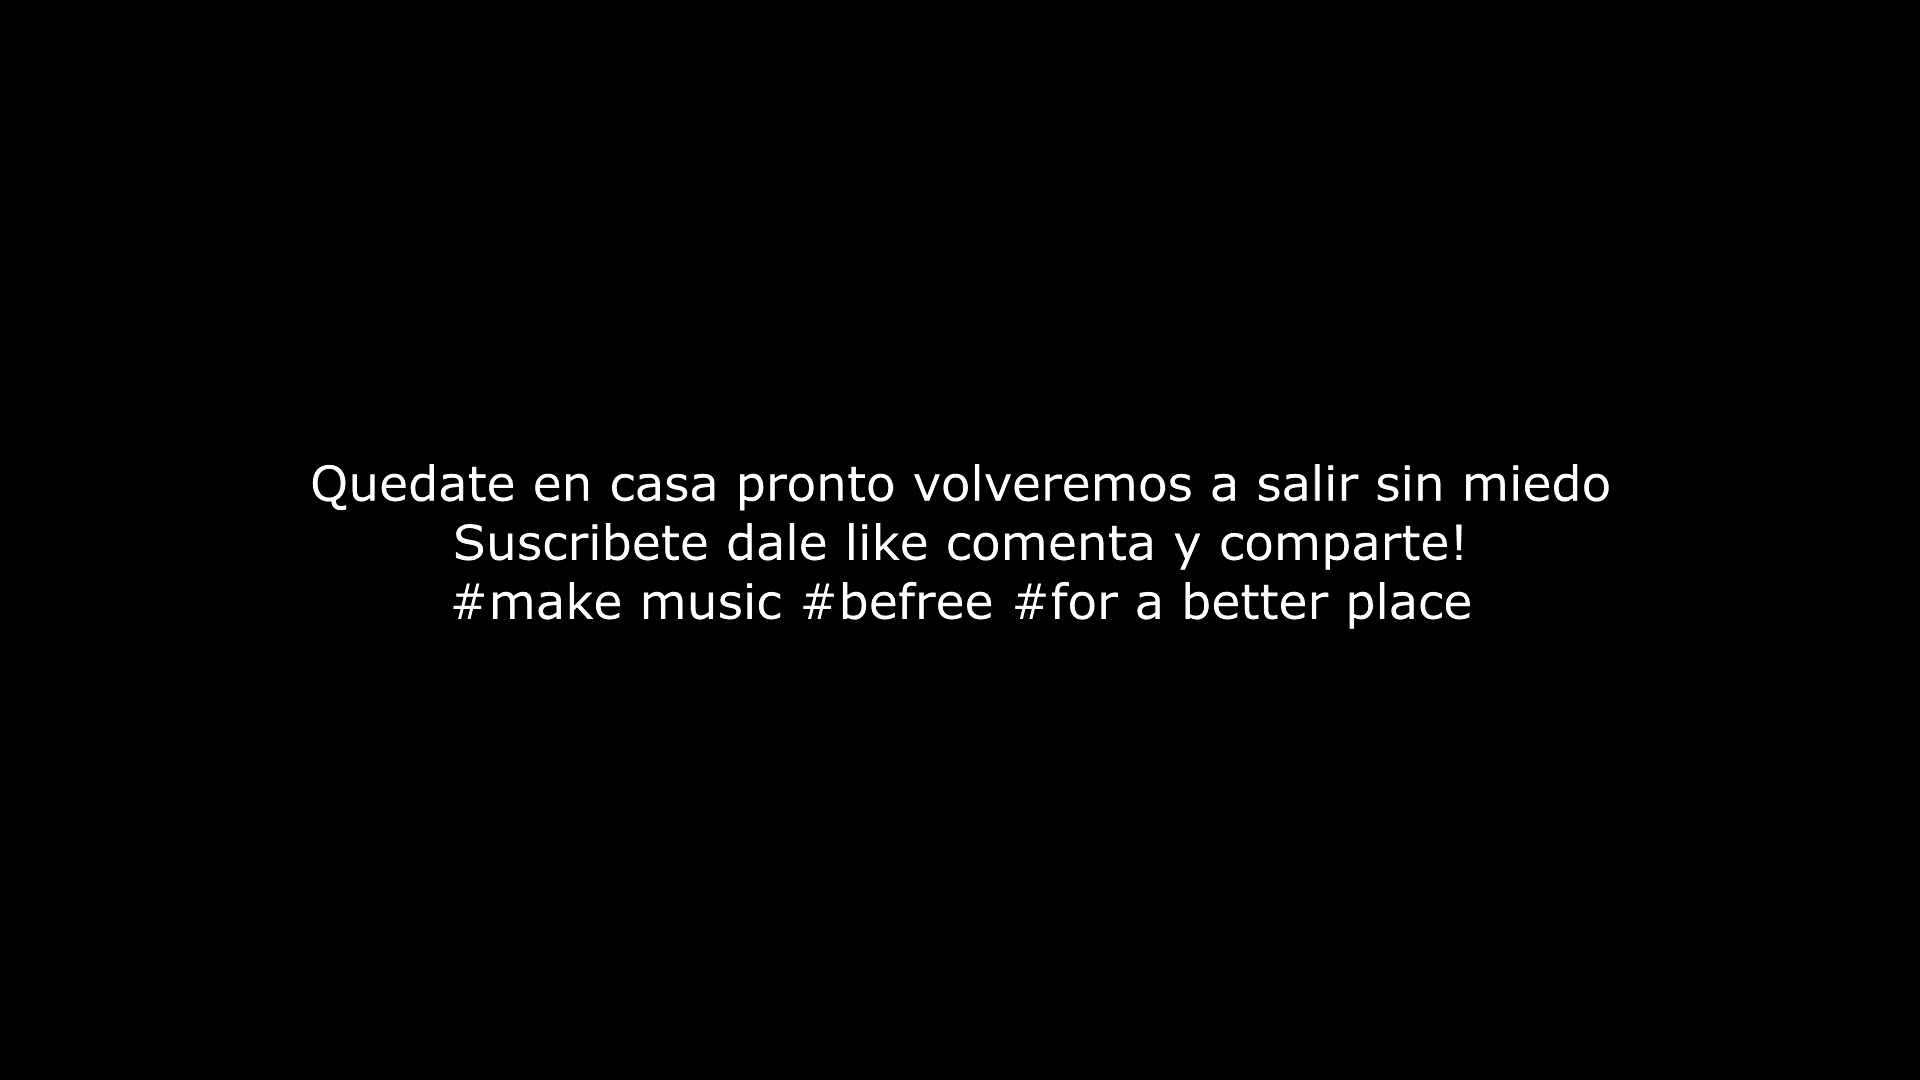 Quedate en casa pronto volveremos a salir sin miedo
Suscribete dale like comenta y comparte!
#make music #befree #for a better place